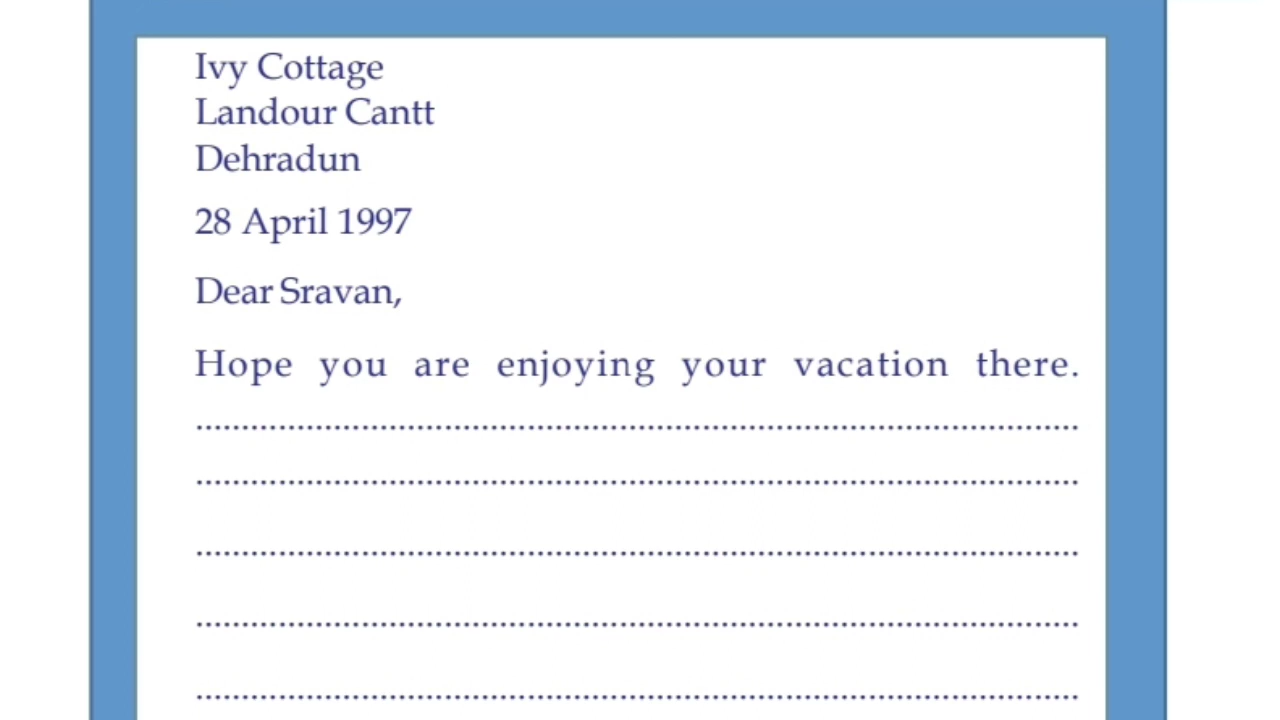 Ivy Cottage
Landour Cantt
Dehradun
28 April 1997
Dear Sravan,
Hope you are enjoying your vacation there.
................................................................................................
................................................................................................
................................................................................................
................................................................................................
................................................................................................